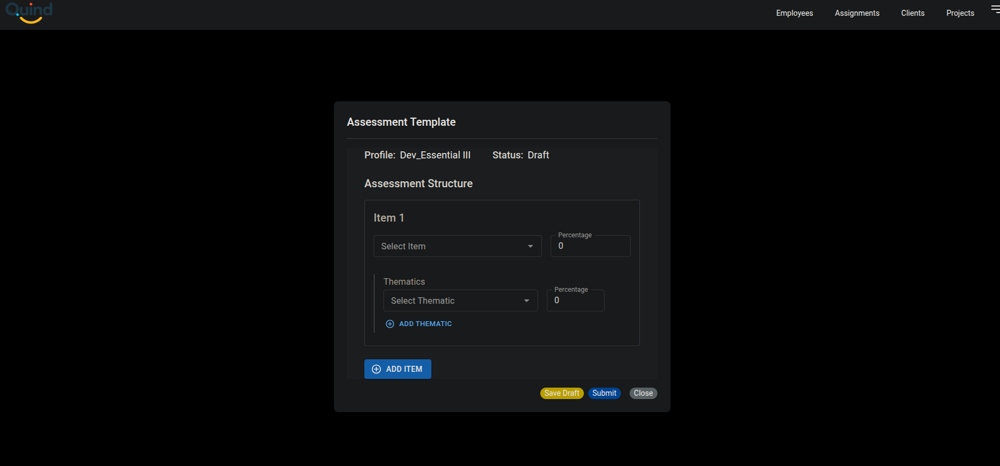 Quind
Employees Assignments Clients Projects
Assessment Template
Profile: Dev_Essential III Status: Draft
Assessment Structure
Item 1
Percentage
Select Item 0
Thematics
Percentage
Select Thematic 0
ADD THEMATIC
ADD ITEM
Save Draft Submit Close